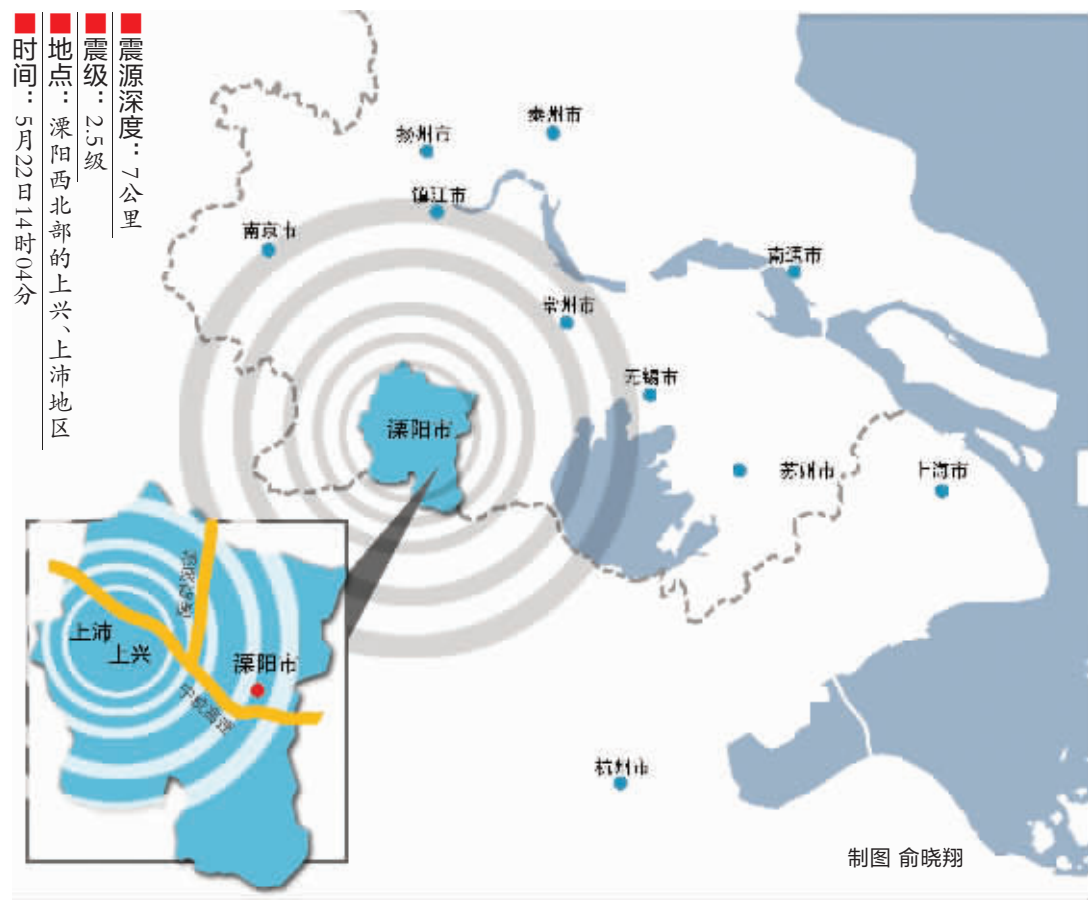 震源深度：7公里
震级：2.5级
地点：溧阳西北部的上兴、上沛地区
时间：5月22日14时04分
泰州市
扬州市
镇江市
南京市
南通市
常州市
无锡市
溧阳市
苏州市
上海市
上沛
上兴
溧阳市
宁杭高速
杭州市
制图 俞晓翔